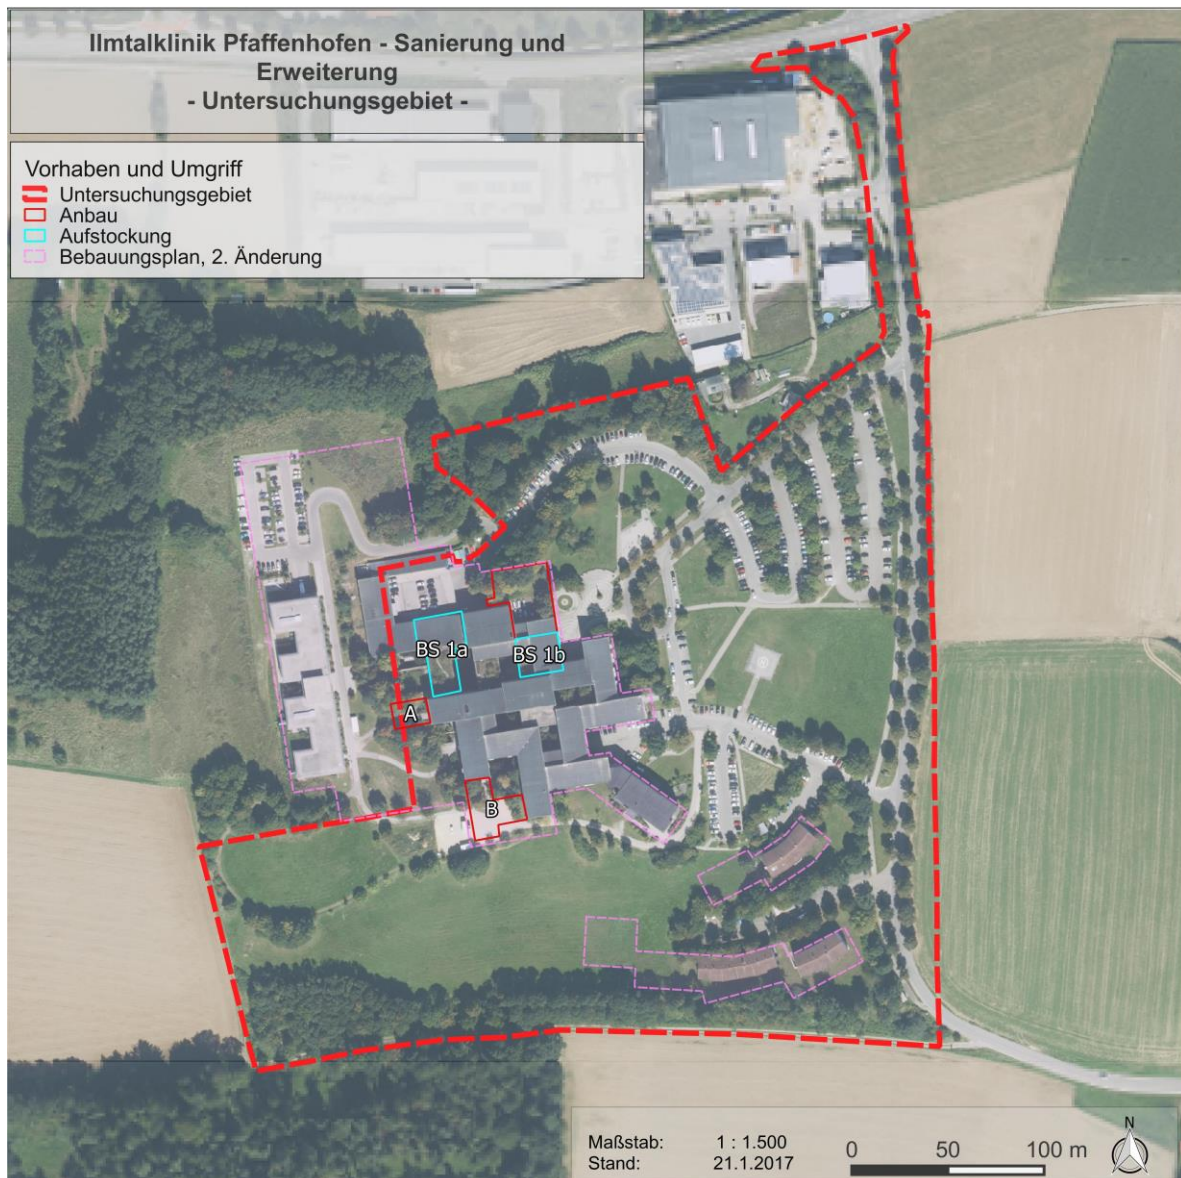 Ilmtalklinik Pfaffenhofen - Sanierung und
Erweiterung
- Untersuchungsgebiet -
Vorhaben und Umgriff
Untersuchungsgebiet
Anbau
Aufstockung
Bebauungsplan, 2. Änderung
BS 1a
BS 1b
A
B
H
Maßstab: 1 : 1.500
Stand: 21.1.2017
0 50 100 m
N